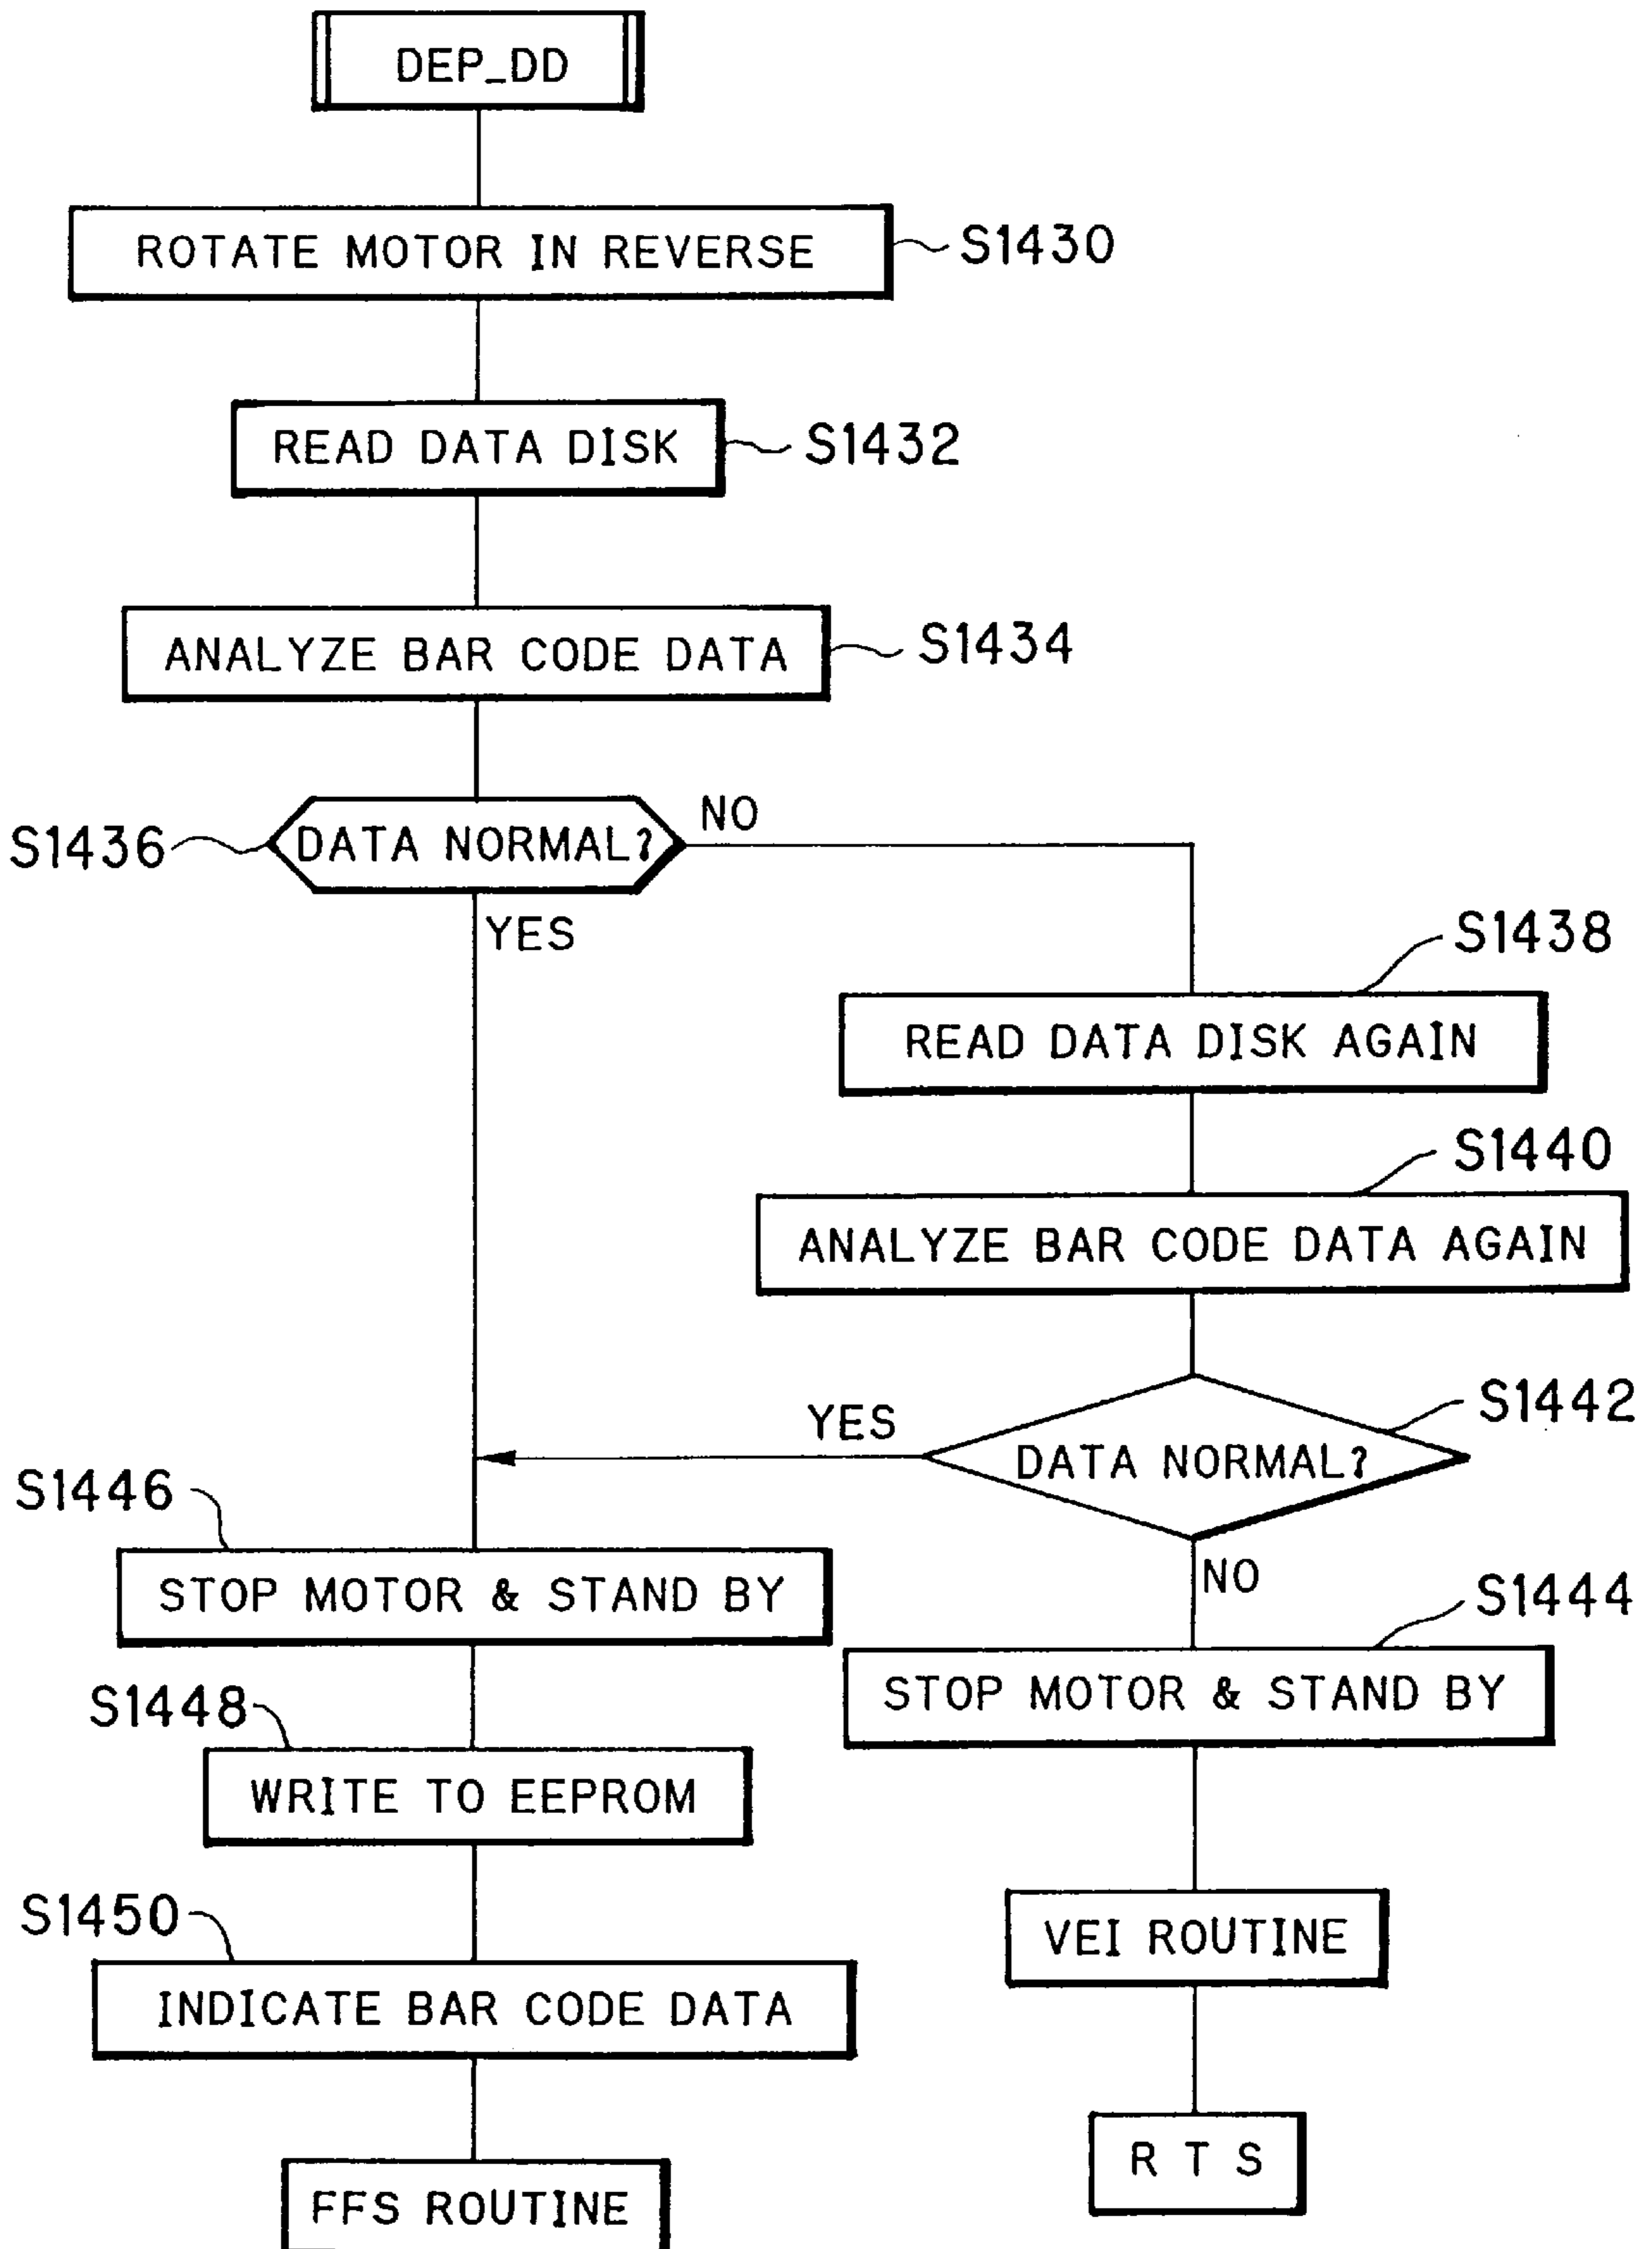 DEP_DD
ROTATE MOTOR IN REVERSE
S1430
READ DATA DISK
S1432
ANALYZE BAR CODE DATA
S1434
S1436
DATA NORMAL?
NO
YES
S1438
READ DATA DISK AGAIN
S1440
ANALYZE BAR CODE DATA AGAIN
S1442
DATA NORMAL?
YES
NO
S1446
STOP MOTOR & STAND BY
S1444
STOP MOTOR & STAND BY
S1448
WRITE TO EEPROM
VEI ROUTINE
S1450
INDICATE BAR CODE DATA
R T S
FFS ROUTINE